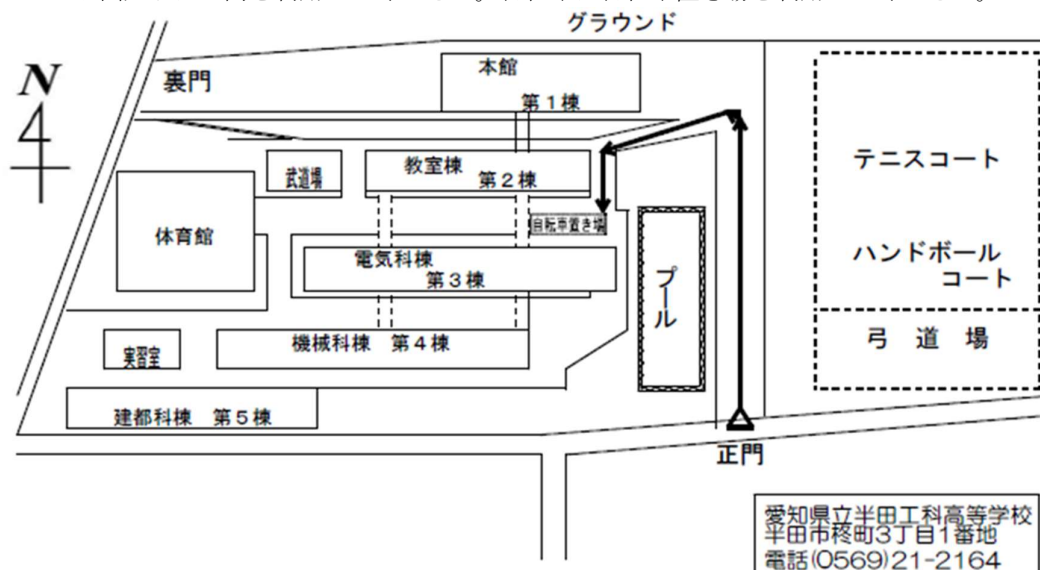 グラウンド
N
裏門
本館
第1棟
武道場
教室棟
第2棟
テニスコート
体育館
自転車置き場
電気科棟
第3棟
プール
ハンドボール
コート
実習室
機械科棟 第4棟
弓道場
建都科棟 第5棟
正門
愛知県立半田工科高等学校
半田市柊町3丁目1番地
電話(0569)21-2164